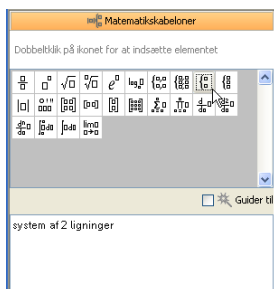 Matematikskabeloner
Dobbeltklik på ikonet for at indsætte elementet
Guider til
system af 2 ligninger